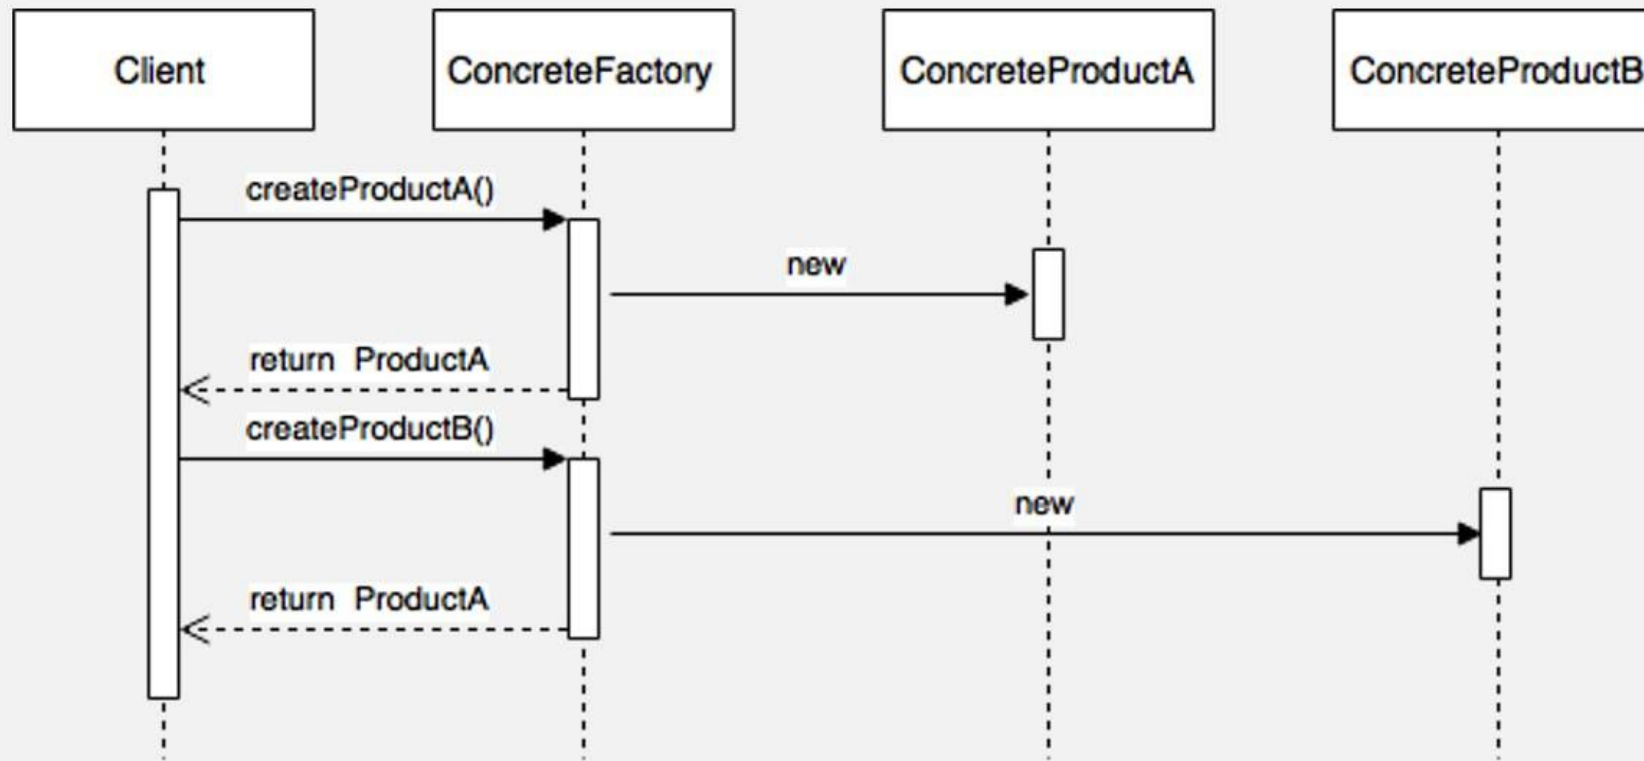 Client
ConcreteFactory
ConcreteProductA
ConcreteProductB
createProductA()
new
return ProductA
createProductB()
new
return ProductA